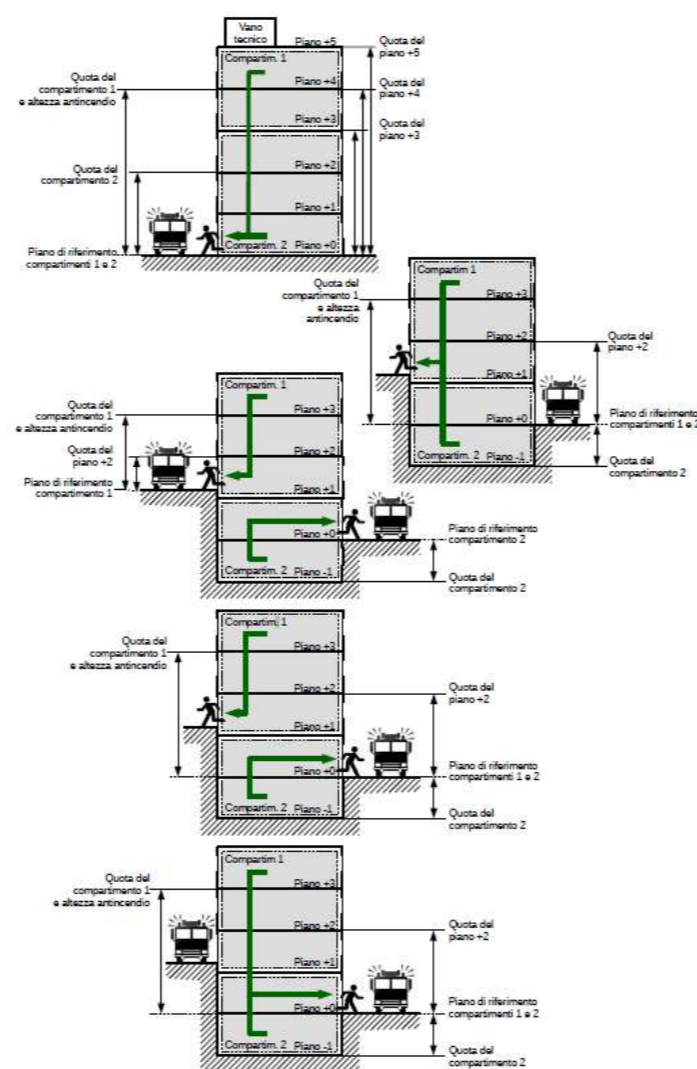 Vano
tecnico
Piano +5
Quota del
piano +5
Compartim. 1
Quota del
compartimento 1
e altezza antincendio
Piano +4
Quota del
piano +4
Piano +3
Quota del
piano +3
Quota del
compartimento 2
Piano +2
Piano +1
Piano di riferimento
compartimenti 1 e 2
Compartim. 2 Piano +0
Compartim 1
Quota del
compartimento 1
e altezza
antincendio
Piano +3
Piano +2
Quota del
piano +2
Piano +1
Piano +0
Piano di riferimento
compartimenti 1 e 2
Compartim. 2 Piano -1
Quota del
compartimento 2
Compartim. 1
Quota del
compartimento 1
e altezza antincendio
Piano +3
Quota del
piano +2
Piano +2
Piano di riferimento
compartimento 1
Piano +1
Piano +0
Piano di riferimento
compartimento 2
Compartim. 2 Piano -1
Quota del
compartimento 2
Compartim. 1
Quota del
compartimento 1
e altezza antincendio
Piano +3
Piano +2
Quota del
piano +2
Piano +1
Piano +0
Piano di riferimento
compartimenti 1 e 2
Compartim. 2 Piano -1
Quota del
compartimento 2
Compartim 1
Quota del
compartimento 1
e altezza antincendio
Piano +3
Piano +2
Quota del
piano +2
Piano +1
Piano +0
Piano di riferimento
compartimenti 1 e 2
Compartim. 2 Piano -1
Quota del
compartimento 2